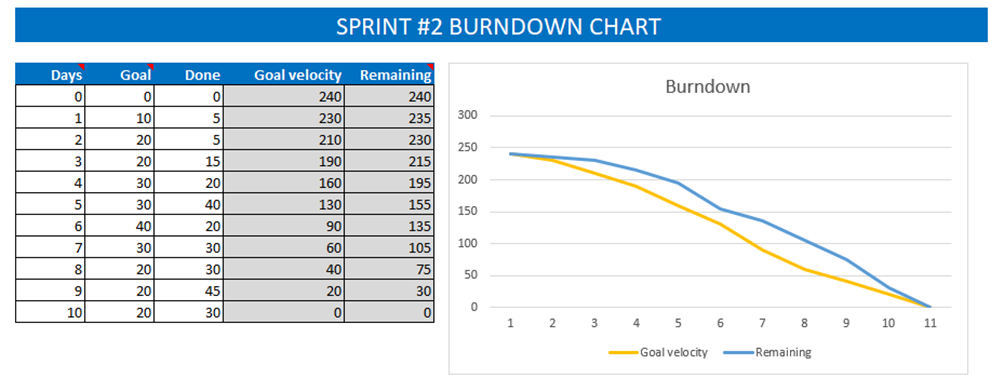 SPRINT #2 BURNDOWN CHART
Days Goal Done Goal velocity Remaining
0 0 0 240 240
1 10 5 230 235
2 20 5 210 230
3 20 15 190 215
4 30 20 160 195
5 30 40 130 155
6 40 20 90 135
7 30 30 60 105
8 20 30 40 75
9 20 45 20 30
10 20 30 0 0
Burndown
300
250
200
150
100
50
0
1 2 3 4 5 6 7 8 9 10 11
Goal velocity Remaining